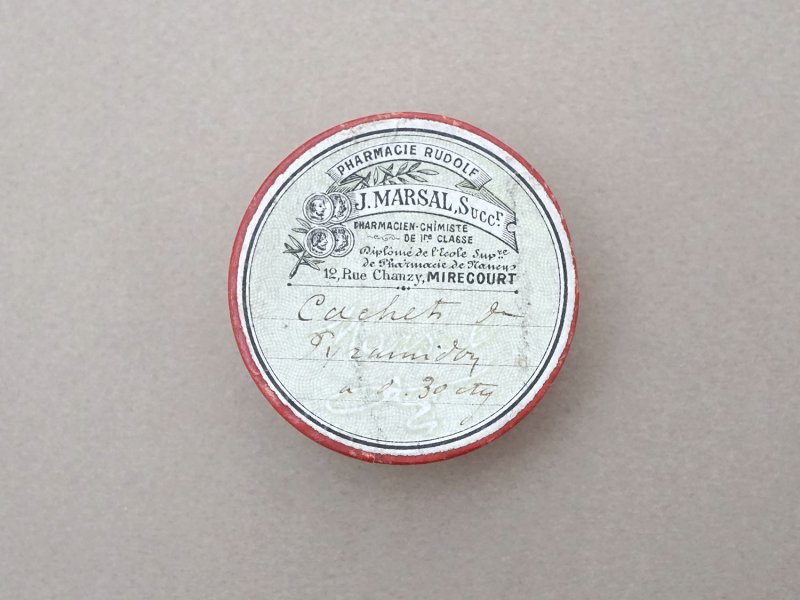 PHARMACIE RUDOLF
J. MARSAL, Succr
PHARMACIEN-CHIMISTE
DE 1re CLASSE
Diplômé de l'Ecole Supre
de Pharmacie de Nancy
12, Rue Chanzy, MIRECOURT
Cachets de
Pyramidon
à 0.30 ctg